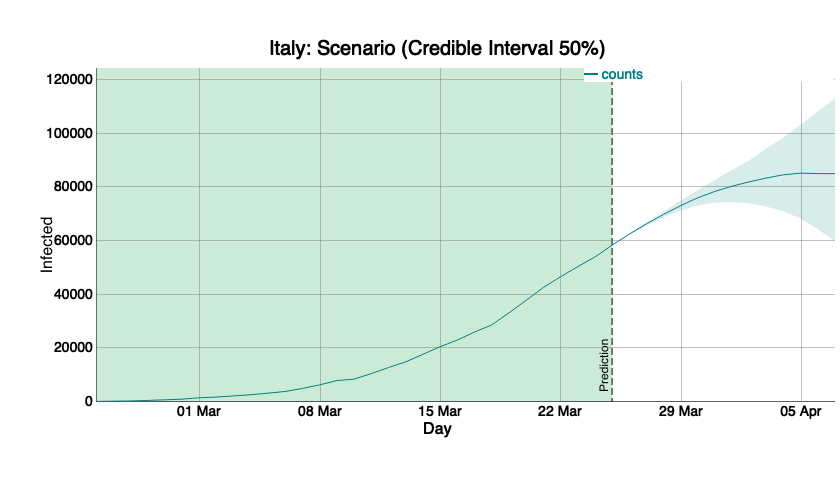 Italy: Scenario (Credible Interval 50%)
counts
120000
100000
80000
60000
40000
20000
0
Infected
Prediction
01 Mar 08 Mar 15 Mar 22 Mar 29 Mar 05 Apr
Day